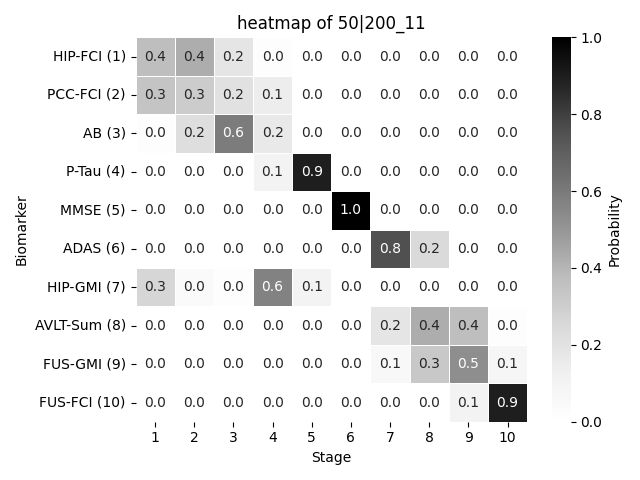 heatmap of 50|200_11
HIP-FCI (1) 0.4 0.4 0.2 0.0 0.0 0.0 0.0 0.0 0.0 0.0
PCC-FCI (2) 0.3 0.3 0.2 0.1 0.0 0.0 0.0 0.0 0.0 0.0
AB (3) 0.0 0.2 0.6 0.2 0.0 0.0 0.0 0.0 0.0 0.0
P-Tau (4) 0.0 0.0 0.0 0.1 0.9 0.0 0.0 0.0 0.0 0.0
MMSE (5) 0.0 0.0 0.0 0.0 0.0 1.0 0.0 0.0 0.0 0.0
ADAS (6) 0.0 0.0 0.0 0.0 0.0 0.0 0.8 0.2 0.0 0.0
HIP-GMI (7) 0.3 0.0 0.0 0.6 0.1 0.0 0.0 0.0 0.0 0.0
AVLT-Sum (8) 0.0 0.0 0.0 0.0 0.0 0.0 0.2 0.4 0.4 0.0
FUS-GMI (9) 0.0 0.0 0.0 0.0 0.0 0.0 0.1 0.3 0.5 0.1
FUS-FCI (10) 0.0 0.0 0.0 0.0 0.0 0.0 0.0 0.0 0.1 0.9
1 2 3 4 5 6 7 8 9 10
Stage
Biomarker
1.0
0.8
0.6
0.4
0.2
0.0
Probability